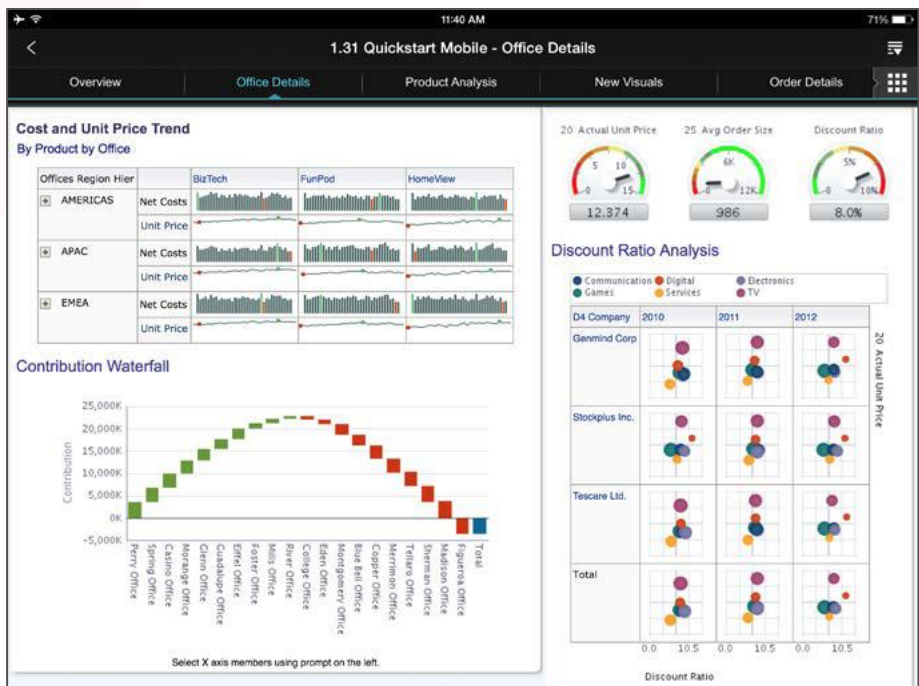 11:40 AM
71%
1.31 Quickstart Mobile - Office Details
Overview
Office Details
Product Analysis
New Visuals
Order Details
Cost and Unit Price Trend
By Product by Office
Offices Region Hier
BizTech
FunPod
HomeView
AMERICAS
Net Costs
Unit Price
APAC
Net Costs
Unit Price
EMEA
Net Costs
Unit Price
Contribution Waterfall
25,000K
20,000K
15,000K
10,000K
5,000K
0K
-5,000K
Contribution
Perry Office
Spring Office
Casino Office
Morange Office
Glenn Office
Guadalupe Office
Eiffel Office
Foster Office
Mills Office
River Office
College Office
Eden Office
Montgomery Office
Blue Bell Office
Copper Office
Merrimon Office
Tellaro Office
Sherman Office
Madison Office
Figueroa Office
Total
Select X axis members using prompt on the left.
20 Actual Unit Price
25 Avg Order Size
Discount Ratio
0 5 10 15
0 6K 12K
0 5% 10%
12.374
986
8.0%
Discount Ratio Analysis
Communication Digital Electronics
Games Services TV
D4 Company 2010 2011 2012
Genmind Corp
Stockplus Inc.
Tescare Ltd.
Total
20 Actual Unit Price
0.0 10.5 0.0 10.5 0.0 10.5
Discount Ratio